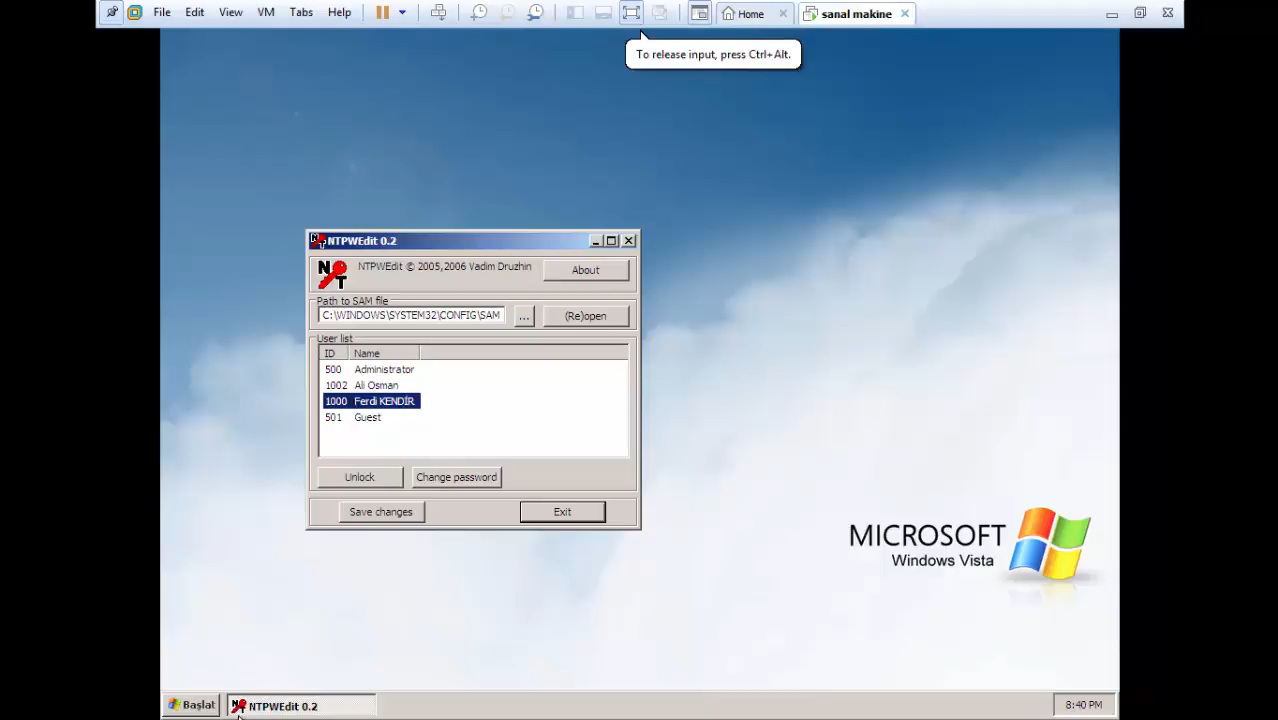 File Edit View VM Tabs Help Home sanal makine
To release input, press Ctrl+Alt.
NTPWEdit 0.2
NTPWEdit © 2005,2006 Vadim Druzhin About
Path to SAM file
C:\WINDOWS\SYSTEM32\CONFIG\SAM ... (Re)open
User list
ID Name
500 Administrator
1002 Ali Osman
1000 Ferdi KENDİR
501 Guest
Unlock Change password
Save changes Exit
MICROSOFT
Windows Vista
Başlat NTPWEdit 0.2 8:40 PM